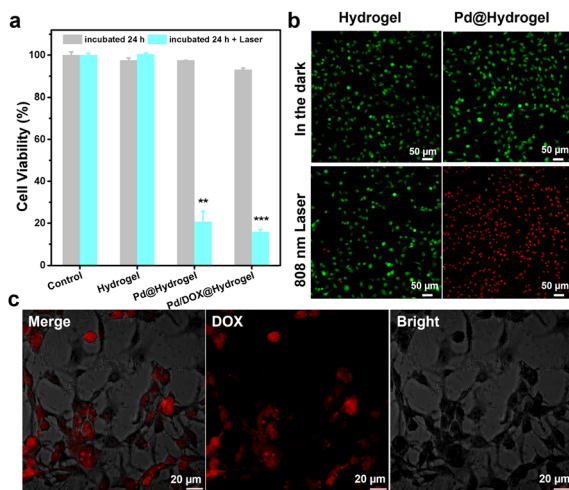 a
incubated 24 h
incubated 24 h + Laser
Cell Viability (%)
120
100
80
60
40
20
0
**
***
Control
Hydrogel
Pd@Hydrogel
Pd/DOX@Hydrogel
b
Hydrogel
Pd@Hydrogel
In the dark
50 µm
50 µm
808 nm Laser
50 µm
50 µm
c
Merge
DOX
Bright
20 µm
20 µm
20 µm